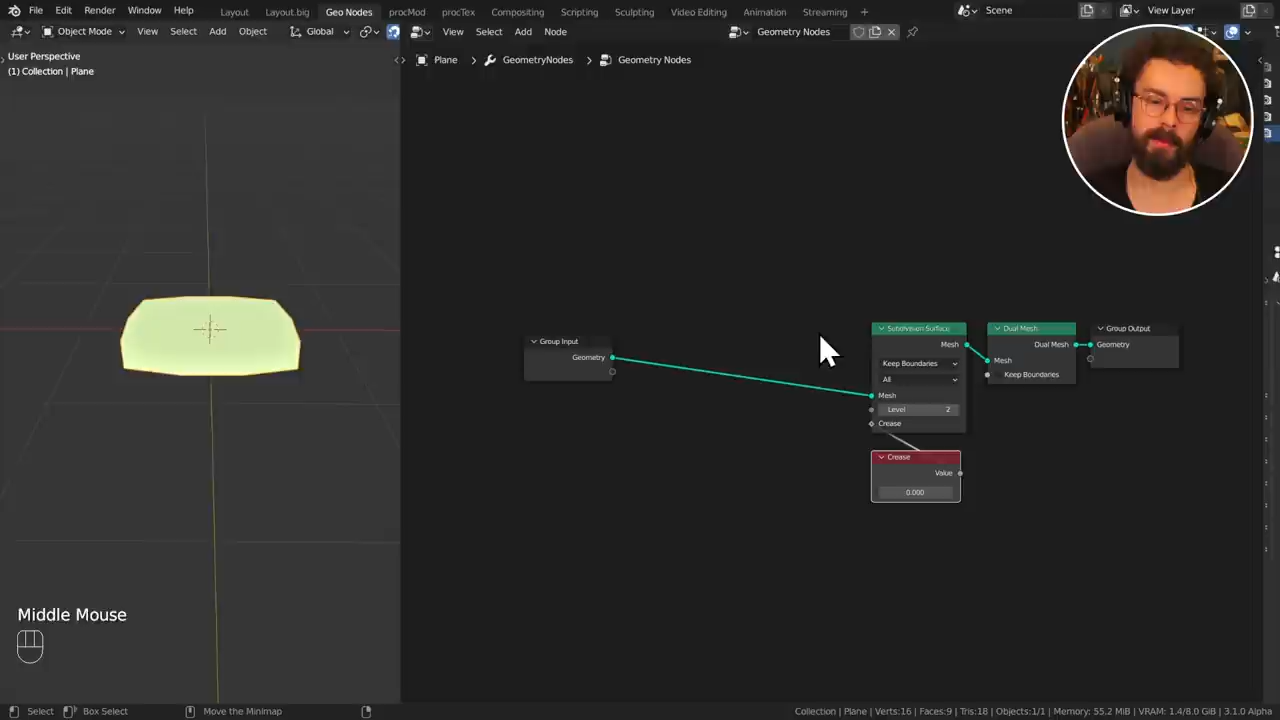 File Edit Render Window Help Layout Layout.big Geo Nodes procMod procTex Compositing Scripting Sculpting Video Editing Animation Streaming + Scene View Layer
Object Mode View Select Add Object Global View Select Add Node Geometry Nodes
User Perspective
(1) Collection | Plane
Plane > GeometryNodes > Geometry Nodes
Group Input
Geometry
Subdivision Surface
Mesh
Keep Boundaries
All
Mesh
Level 2
Crease
Dual Mesh
Dual Mesh
Mesh
Keep Boundaries
Group Output
Geometry
Crease
Value
0.000
Middle Mouse
Select Box Select Move the Minimap Collection | Plane | Verts:16 | Faces:9 | Tris:18 | Objects:1/1 | Memory: 55.2 MiB | VRAM: 1.4/8.0 GiB | 3.1.0 Alpha